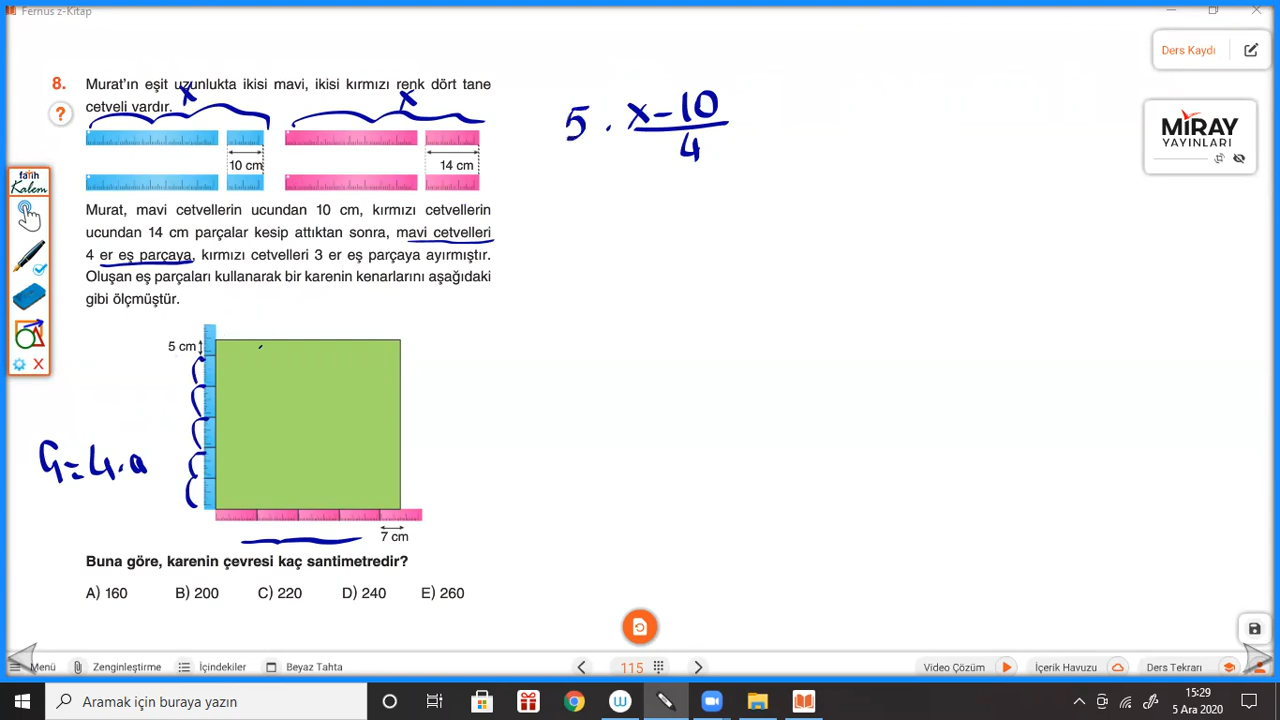 Fernus z-Kitap
Ders Kaydı
8. Murat'ın eşit uzunlukta ikisi mavi, ikisi kırmızı renk dört tane
cetveli vardır.
?
x
x
5 . x-10
4
MİRAY
YAYINLARI
10 cm
14 cm
fatih
Kalem
Murat, mavi cetvellerin ucundan 10 cm, kırmızı cetvellerin
ucundan 14 cm parçalar kesip attıktan sonra, mavi cetvelleri
4 er eş parçaya, kırmızı cetvelleri 3 er eş parçaya ayırmıştır.
Oluşan eş parçaları kullanarak bir karenin kenarlarını aşağıdaki
gibi ölçmüştür.
X
5 cm
Ç=4.a
7 cm
Buna göre, karenin çevresi kaç santimetredir?
A) 160 B) 200 C) 220 D) 240 E) 260
Menü Zenginleştirme İçindekiler Beyaz Tahta 115 Video Çözüm İçerik Havuzu Ders Tekrarı
Aramak için buraya yazın
15:29
5 Ara 2020